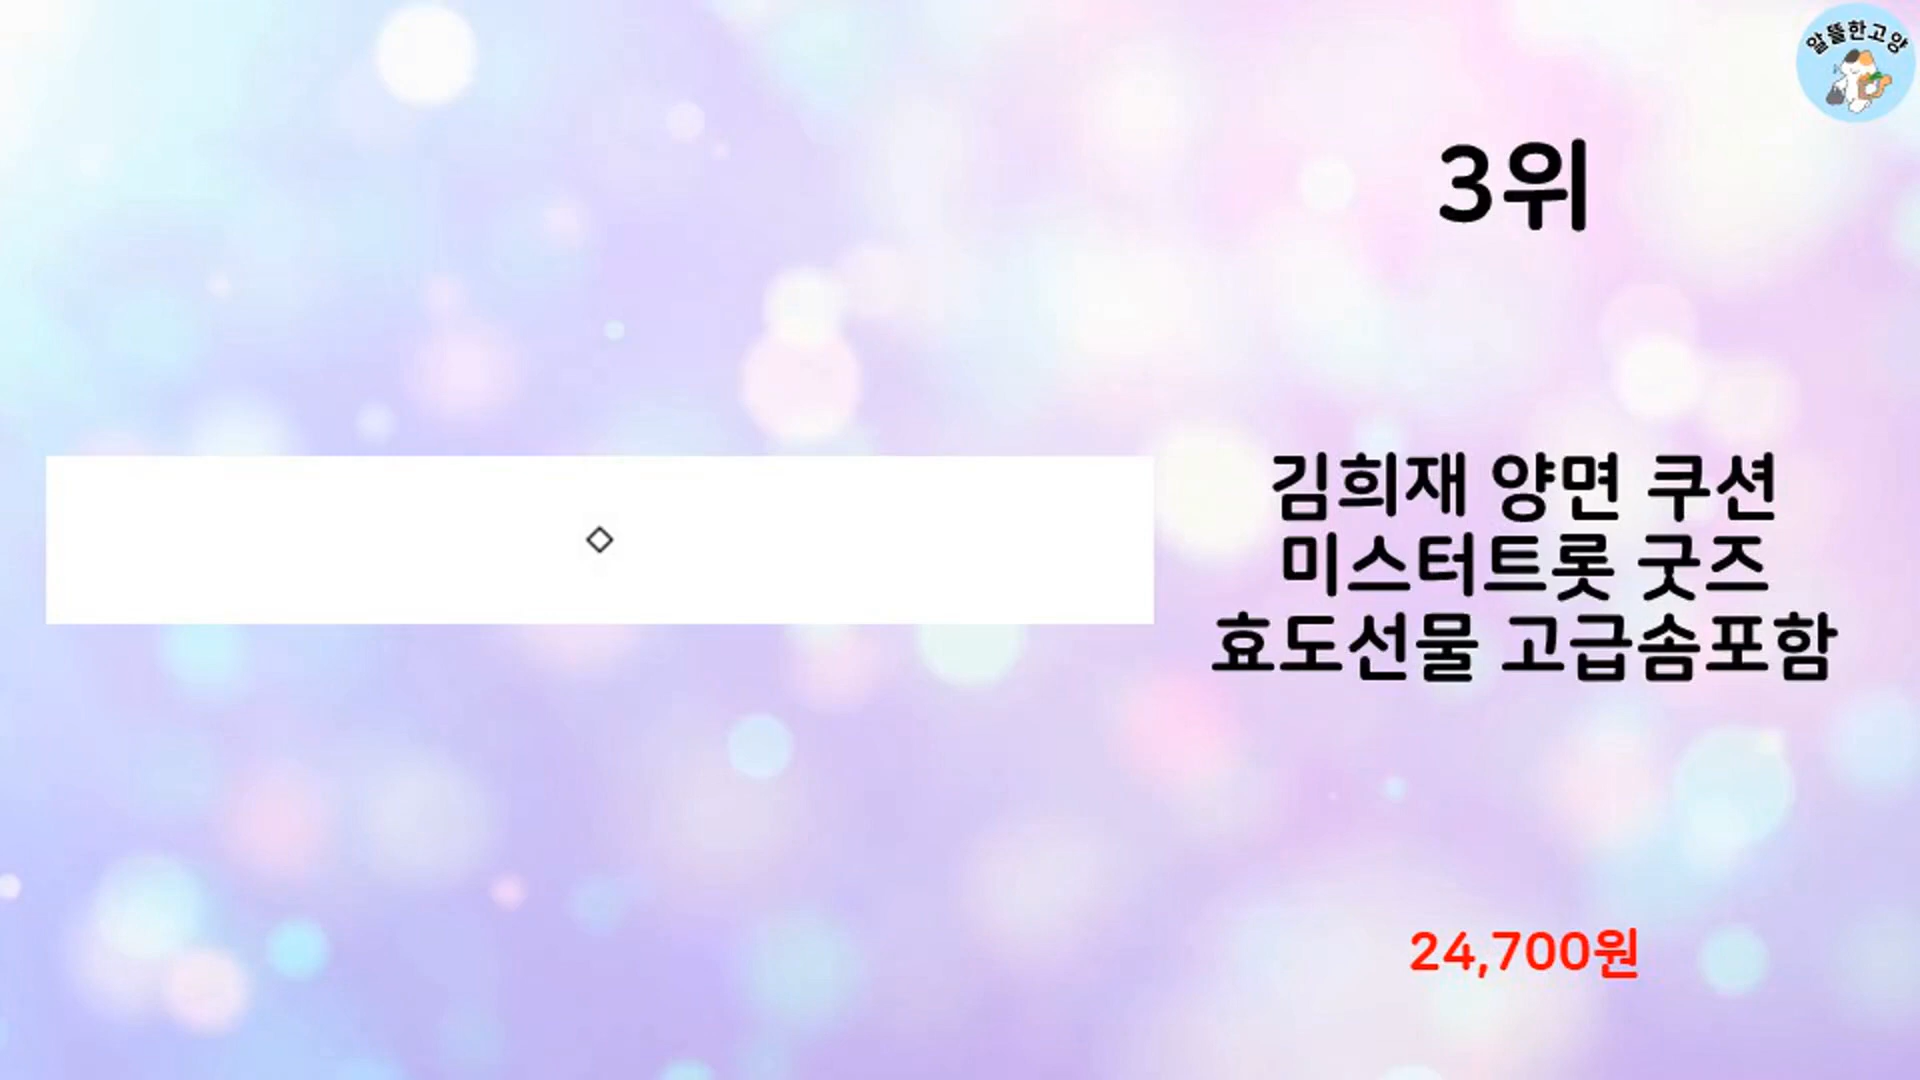 알뜰한고양
3위
김희재 양면 쿠션
미스터트롯 굿즈
효도선물 고급솜포함
24,700원